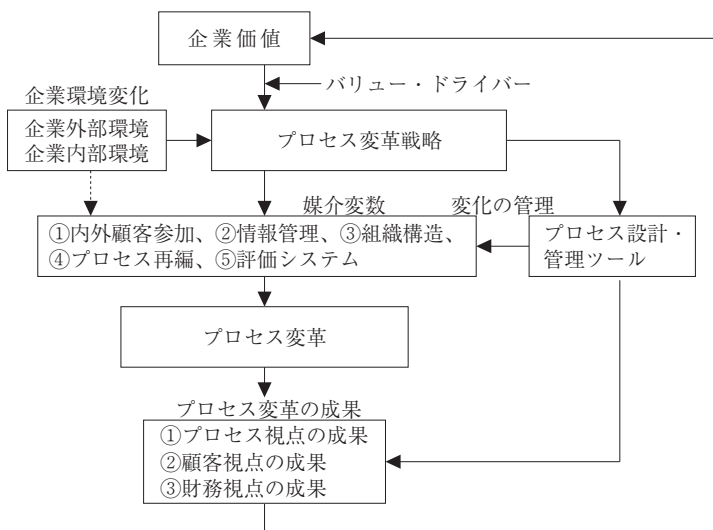 企業価値
バリュー・ドライバー
企業環境変化
企業外部環境
企業内部環境
プロセス変革戦略
媒介変数
変化の管理
①内外顧客参加、②情報管理、③組織構造、
④プロセス再編、⑤評価システム
プロセス設計・
管理ツール
プロセス変革
プロセス変革の成果
①プロセス視点の成果
②顧客視点の成果
③財務視点の成果